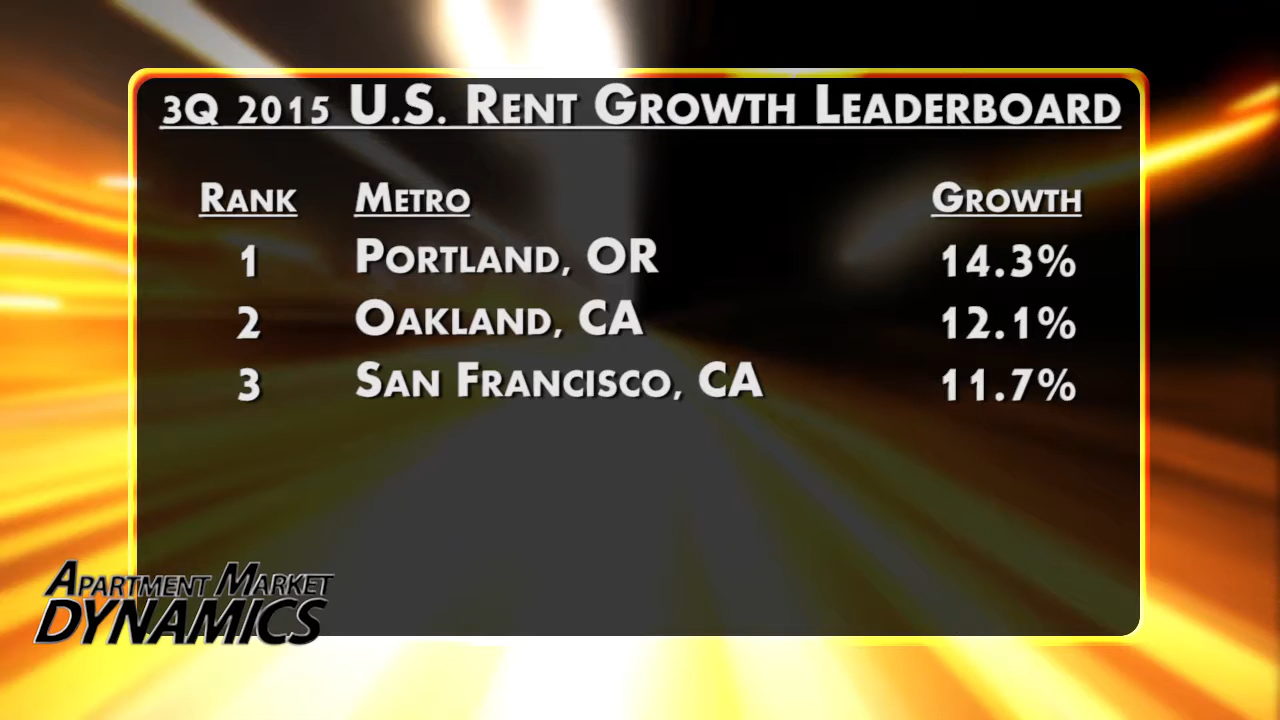 3Q 2015 U.S. RENT GROWTH LEADERBOARD
RANK METRO GROWTH
1 PORTLAND, OR 14.3%
2 OAKLAND, CA 12.1%
3 SAN FRANCISCO, CA 11.7%
APARTMENT MARKET
DYNAMICS